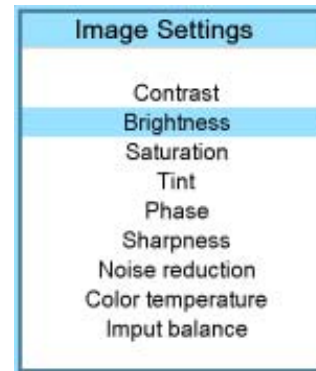 Image Settings
Contrast
Brightness
Saturation
Tint
Phase
Sharpness
Noise reduction
Color temperature
Imput balance